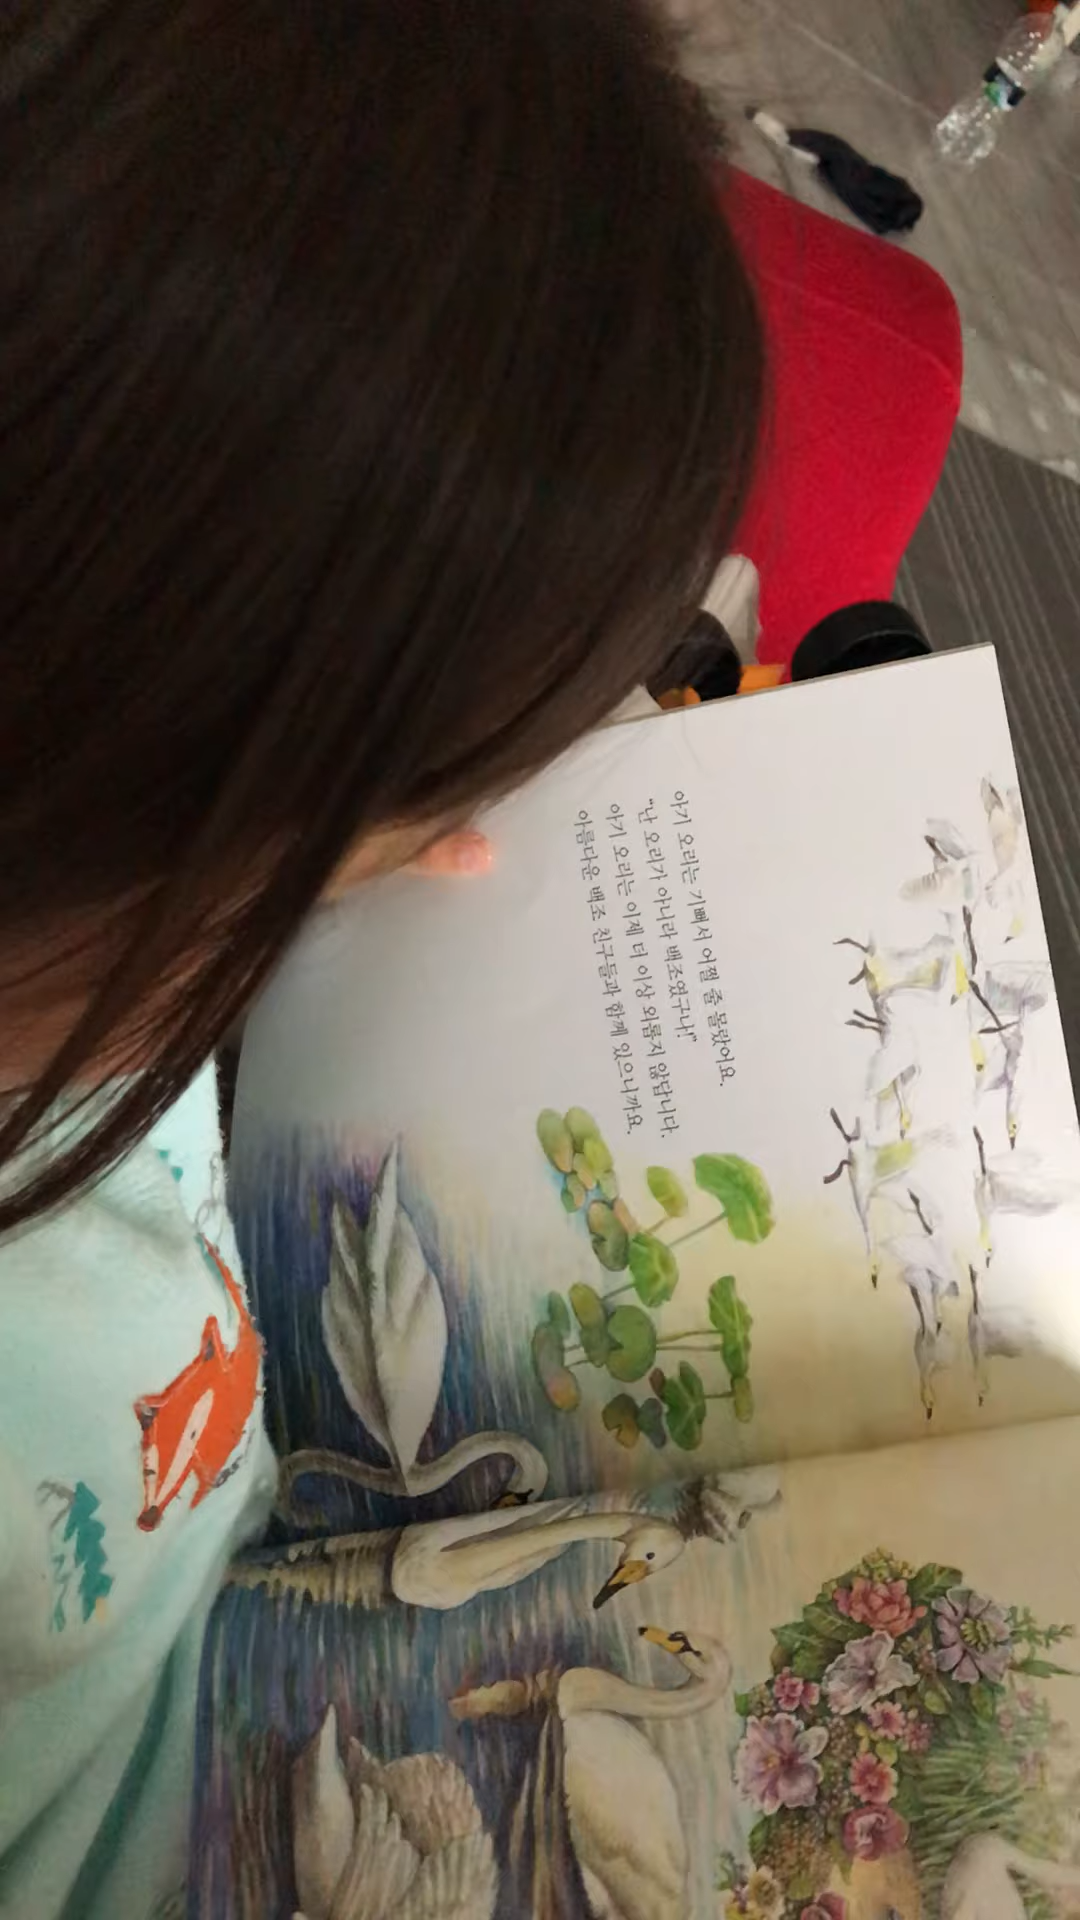 아기 오리는 기뻐서 어쩔 줄 몰랐어요.
"난 오리가 아니라 백조였구나!"
아기 오리는 이제 더 이상 외롭지 않답니다.
아름다운 백조 친구들과 함께 있으니까요.